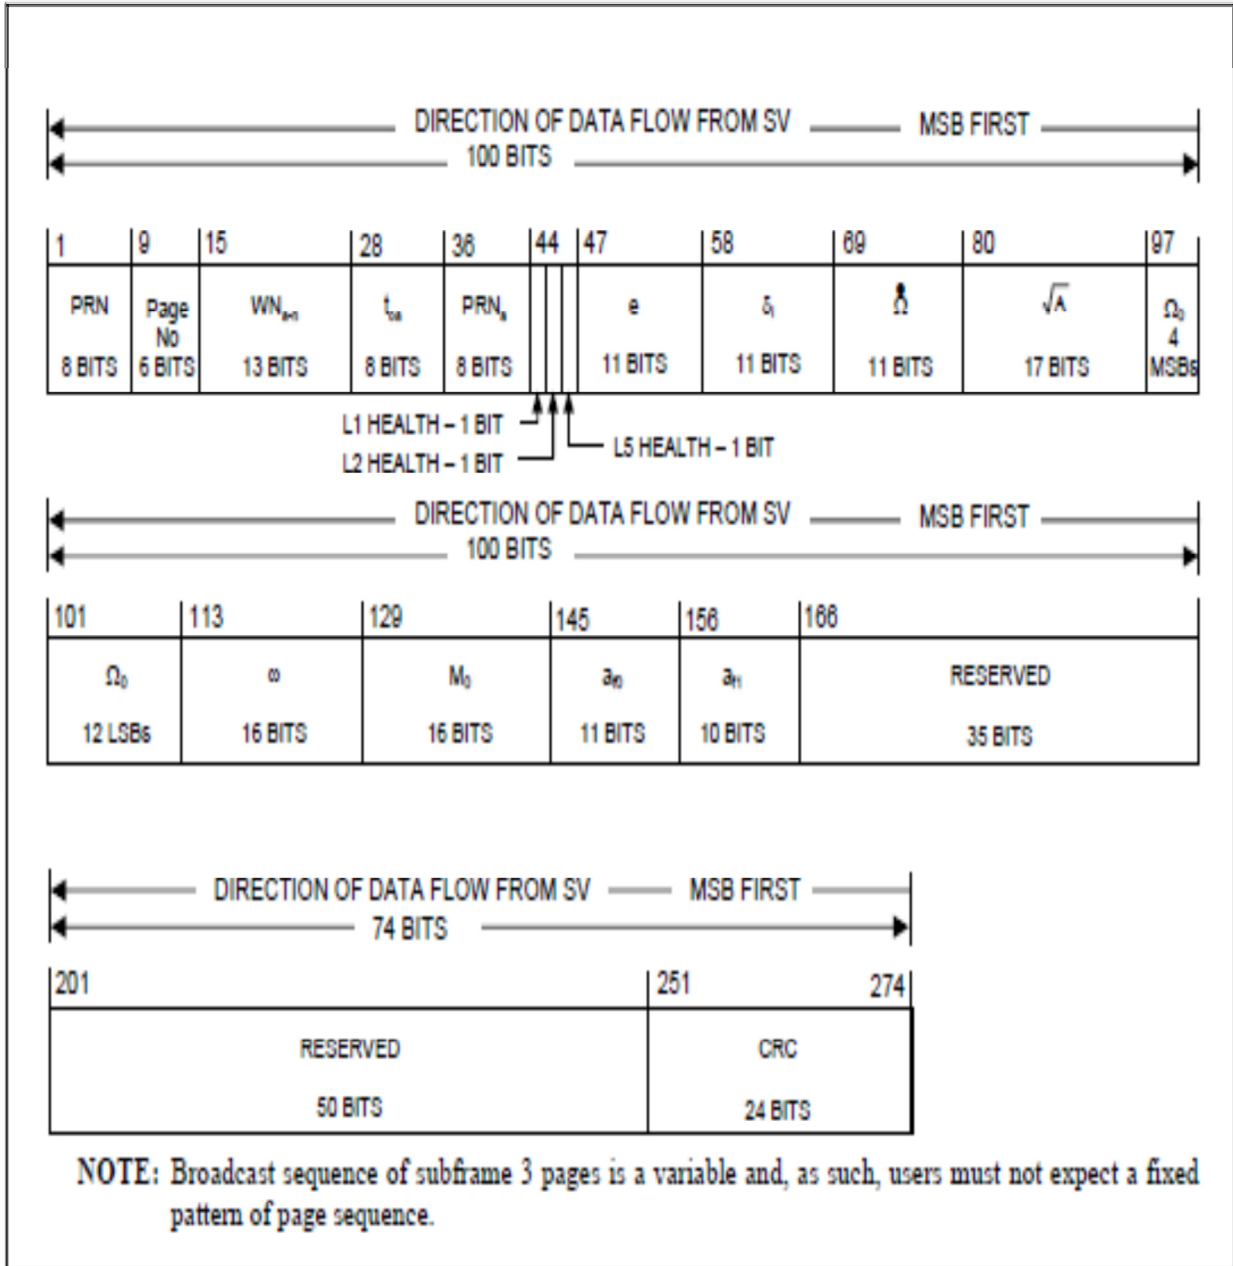 DIRECTION OF DATA FLOW FROM SV MSB FIRST
100 BITS
1 9 15 28 36 44 47 58 69 80 97
PRN Page No WNₐ₋ₙ tₒₐ PRNₐ e δᵢ Ω̇ √A Ω₀ 4 MSBs
8 BITS 6 BITS 13 BITS 8 BITS 8 BITS 11 BITS 11 BITS 11 BITS 17 BITS
L1 HEALTH – 1 BIT
L2 HEALTH – 1 BIT L5 HEALTH – 1 BIT
DIRECTION OF DATA FLOW FROM SV MSB FIRST
100 BITS
101 113 129 145 156 166
Ω₀ ω M₀ a_f0 a_f1 RESERVED
12 LSBs 16 BITS 16 BITS 11 BITS 10 BITS 35 BITS
DIRECTION OF DATA FLOW FROM SV MSB FIRST
74 BITS
201 251 274
RESERVED CRC
50 BITS 24 BITS
NOTE: Broadcast sequence of subframe 3 pages is a variable and, as such, users must not expect a fixed
pattern of page sequence.